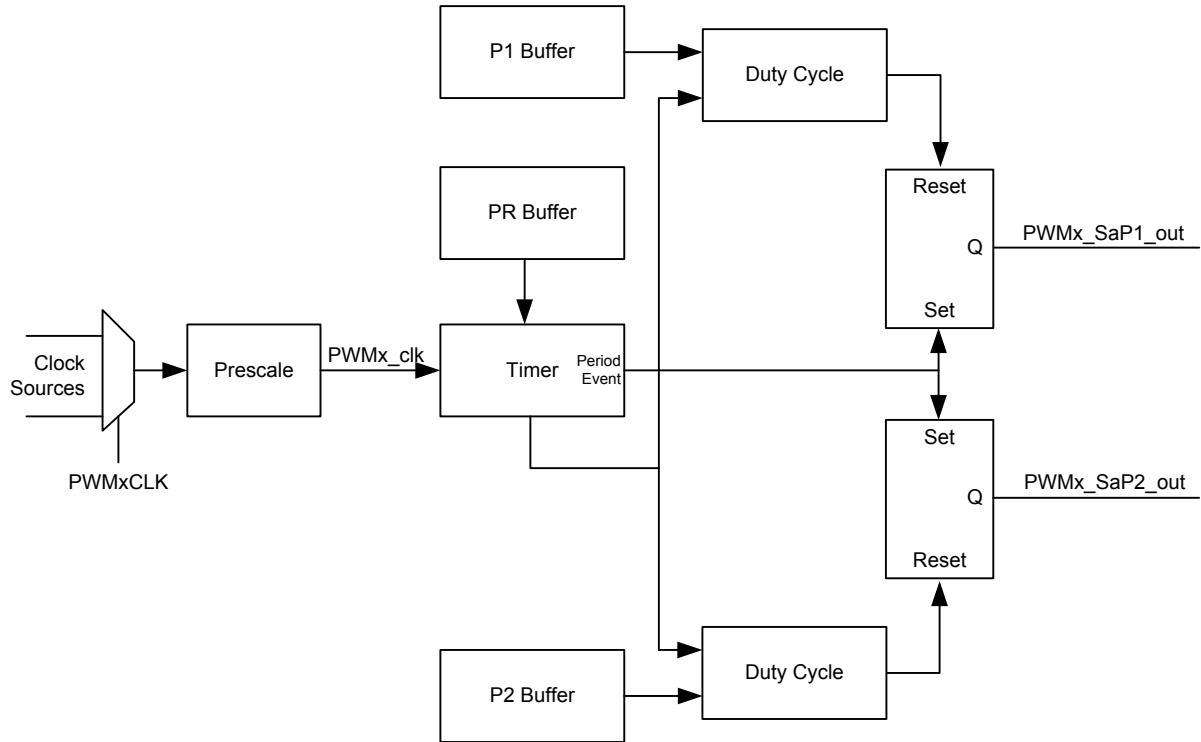 P1 Buffer
Duty Cycle
PR Buffer
Reset
Q
PWMx_SaP1_out
Set
Clock
Sources
Prescale
PWMx_clk
Timer
Period
Event
PWMxCLK
Set
Q
PWMx_SaP2_out
Reset
P2 Buffer
Duty Cycle